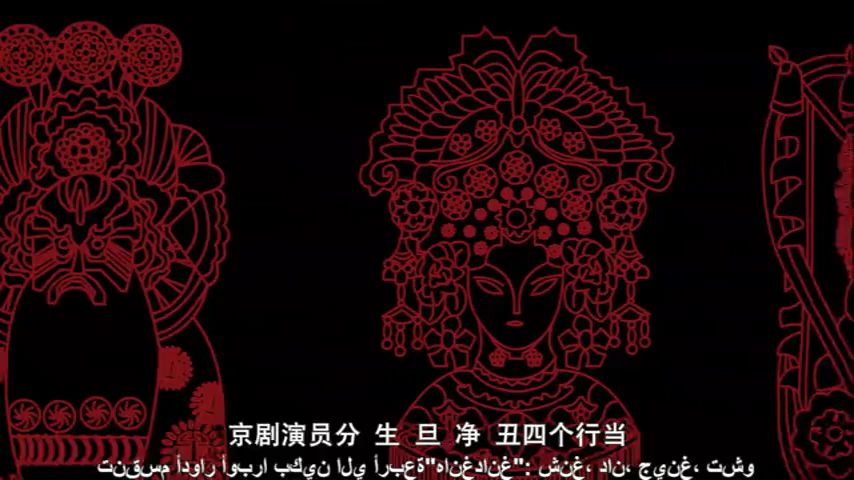 京剧演员分 生 旦 净 丑四个行当
تنقسم أدوار أوبرا بكين الي أربعة"هانغدانغ": شنغ، دان، جينغ، تشو